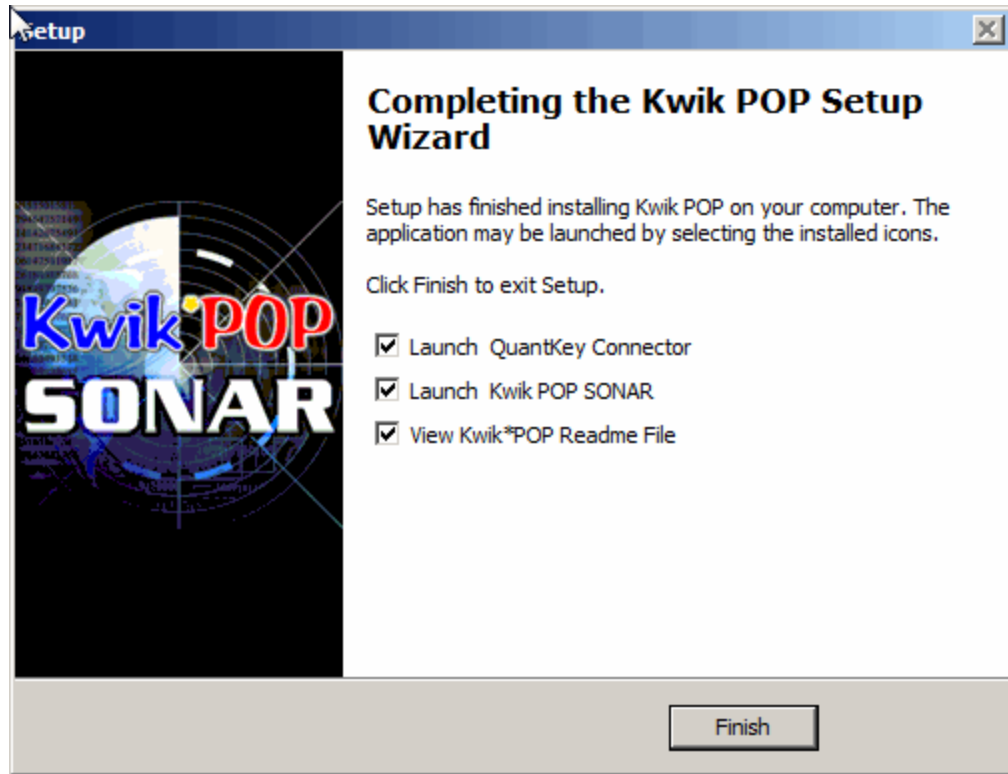 Setup
Completing the Kwik POP Setup
Wizard
Setup has finished installing Kwik POP on your computer. The
application may be launched by selecting the installed icons.
Click Finish to exit Setup.
Kwik*POP
SONAR
Launch QuantKey Connector
Launch Kwik POP SONAR
View Kwik*POP Readme File
Finish